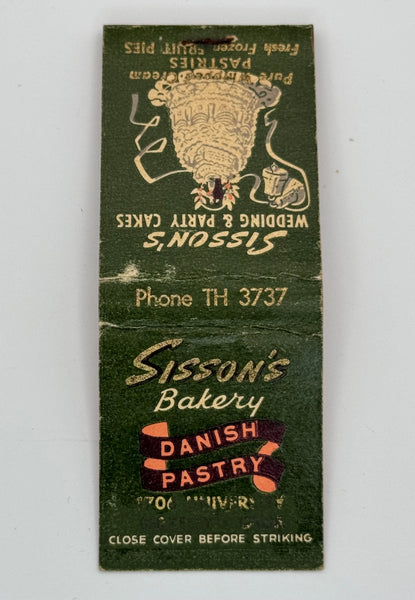 Fresh Frozen FRUIT PIES
PASTRIES
Pure Whipped Cream
WEDDING & PARTY CAKES
SISSON'S
Phone TH 3737
SISSON'S
Bakery
DANISH
PASTRY
CLOSE COVER BEFORE STRIKING